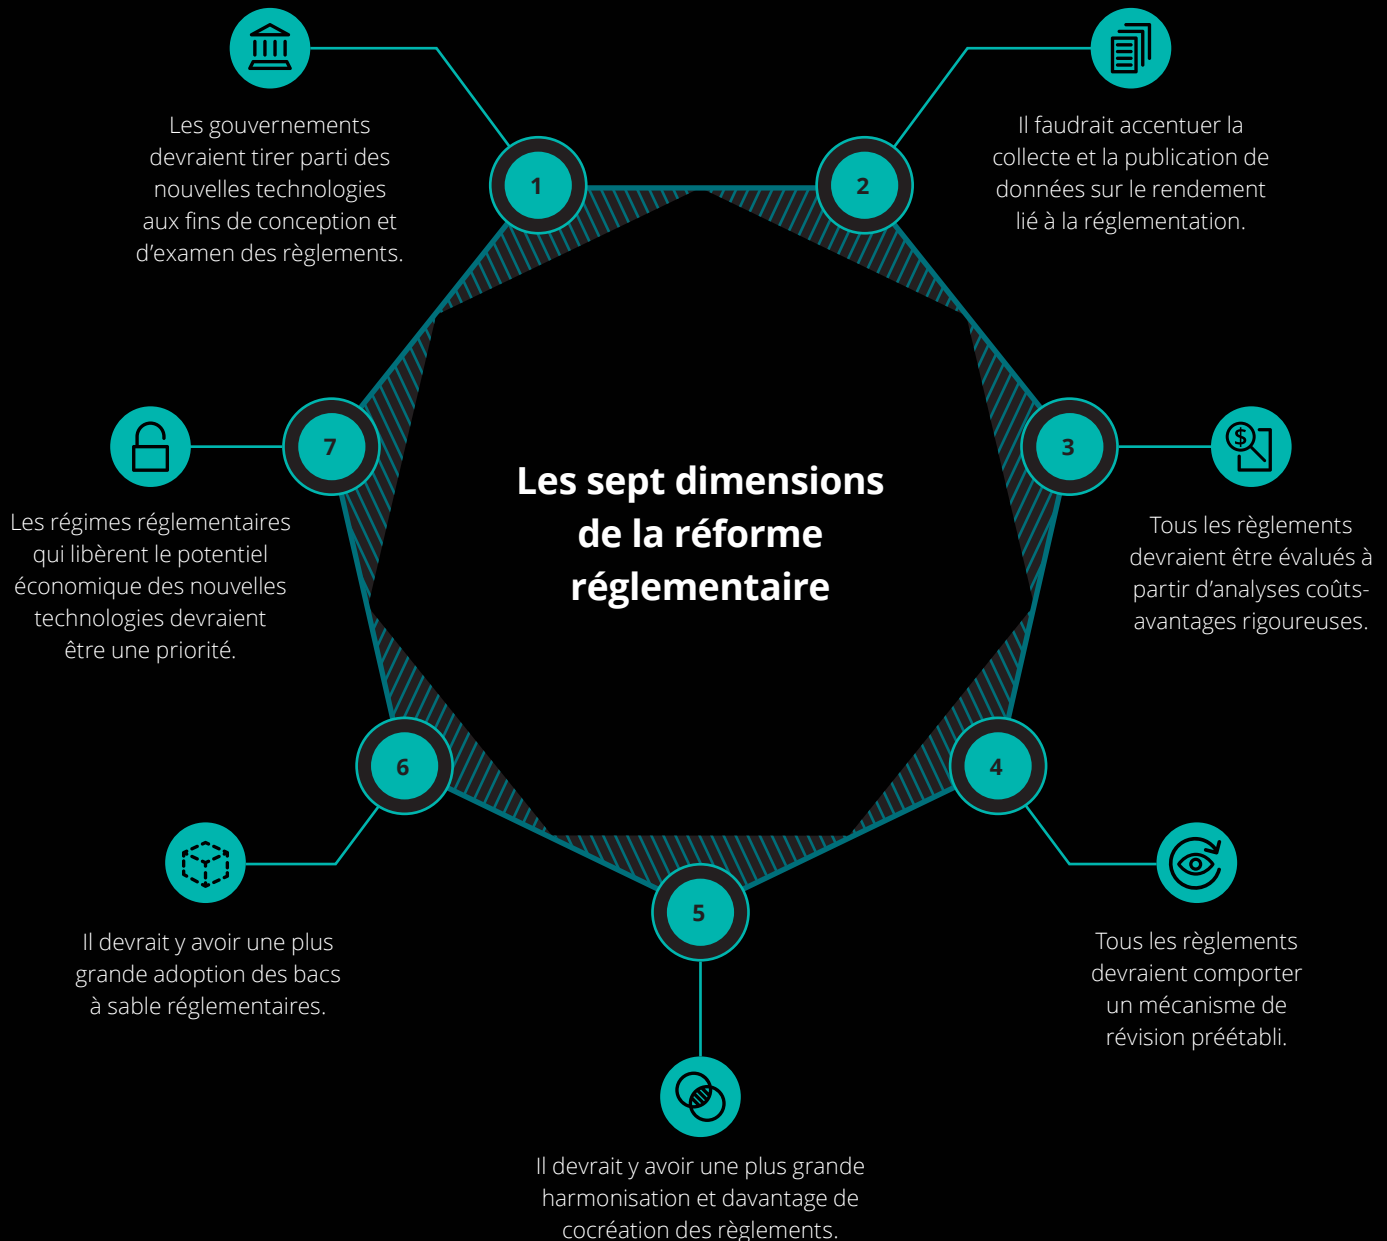 Les sept dimensions
de la réforme
réglementaire
1
Les gouvernements
devraient tirer parti des
nouvelles technologies
aux fins de conception et
d’examen des règlements.
2
Il faudrait accentuer la
collecte et la publication de
données sur le rendement
lié à la réglementation.
3
$
Tous les règlements
devraient être évalués à
partir d’analyses coûts-
avantages rigoureuses.
4
Tous les règlements
devraient comporter
un mécanisme de
révision préétabli.
5
Il devrait y avoir une plus grande
harmonisation et davantage de
cocréation des règlements.
6
Il devrait y avoir une plus
grande adoption des bacs
à sable réglementaires.
7
Les régimes réglementaires
qui libèrent le potentiel
économique des nouvelles
technologies devraient
être une priorité.